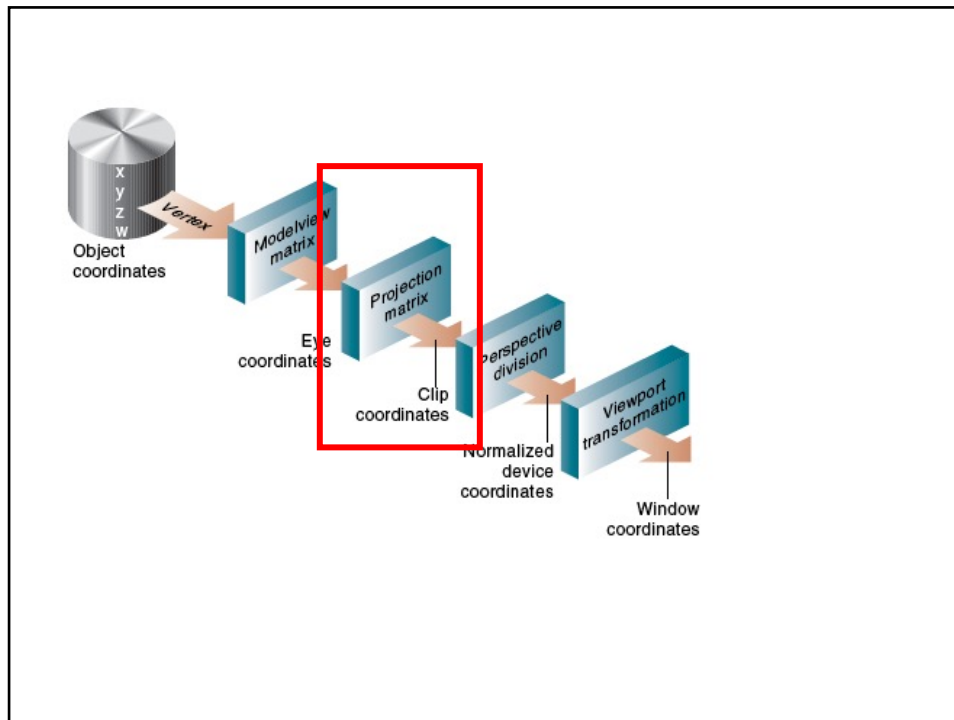 x
y
z
w
Vertex
Object
coordinates
Modelview
matrix
Eye
coordinates
Projection
matrix
Clip
coordinates
Perspective
division
Normalized
device
coordinates
Viewport
transformation
Window
coordinates